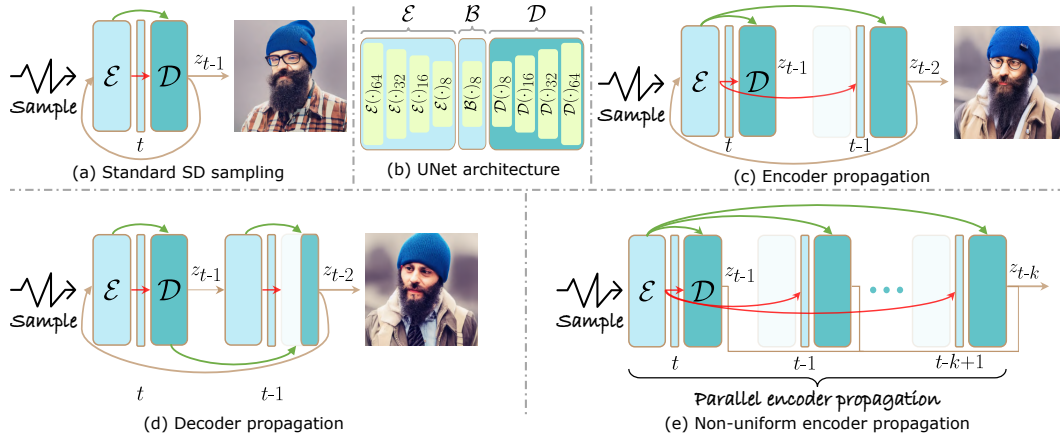 ℰ
𝒟
z_{t-1}
Sample
t
(a) Standard SD sampling
ℰ ℬ 𝒟
ℰ(·)_{64}
ℰ(·)_{32}
ℰ(·)_{16}
ℰ(·)_8
ℬ(·)_8
𝒟(·)_8
𝒟(·)_{16}
𝒟(·)_{32}
𝒟(·)_{64}
(b) UNet architecture
ℰ
𝒟
z_{t-1}
z_{t-2}
Sample
t t-1
(c) Encoder propagation
ℰ
𝒟
z_{t-1}
z_{t-2}
Sample
t t-1
(d) Decoder propagation
ℰ
𝒟
z_{t-1}
z_{t-k}
Sample
t t-1 t-k+1
Parallel encoder propagation
(e) Non-uniform encoder propagation